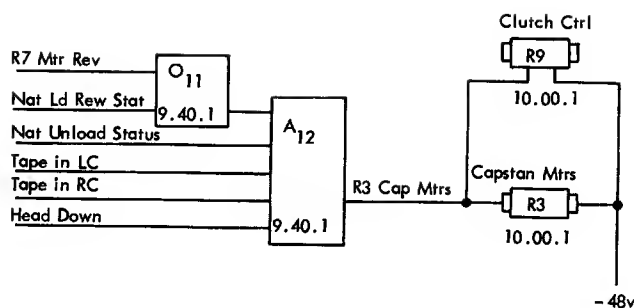 Clutch Ctrl
R9
10.00.1
R7 Mtr Rev
O11
Nat Ld Rew Stat
9.40.1
A12
Nat Unload Status
Tape in LC
Tape in RC
Head Down
9.40.1
R3 Cap Mtrs
Capstan Mtrs
R3
10.00.1
-48v